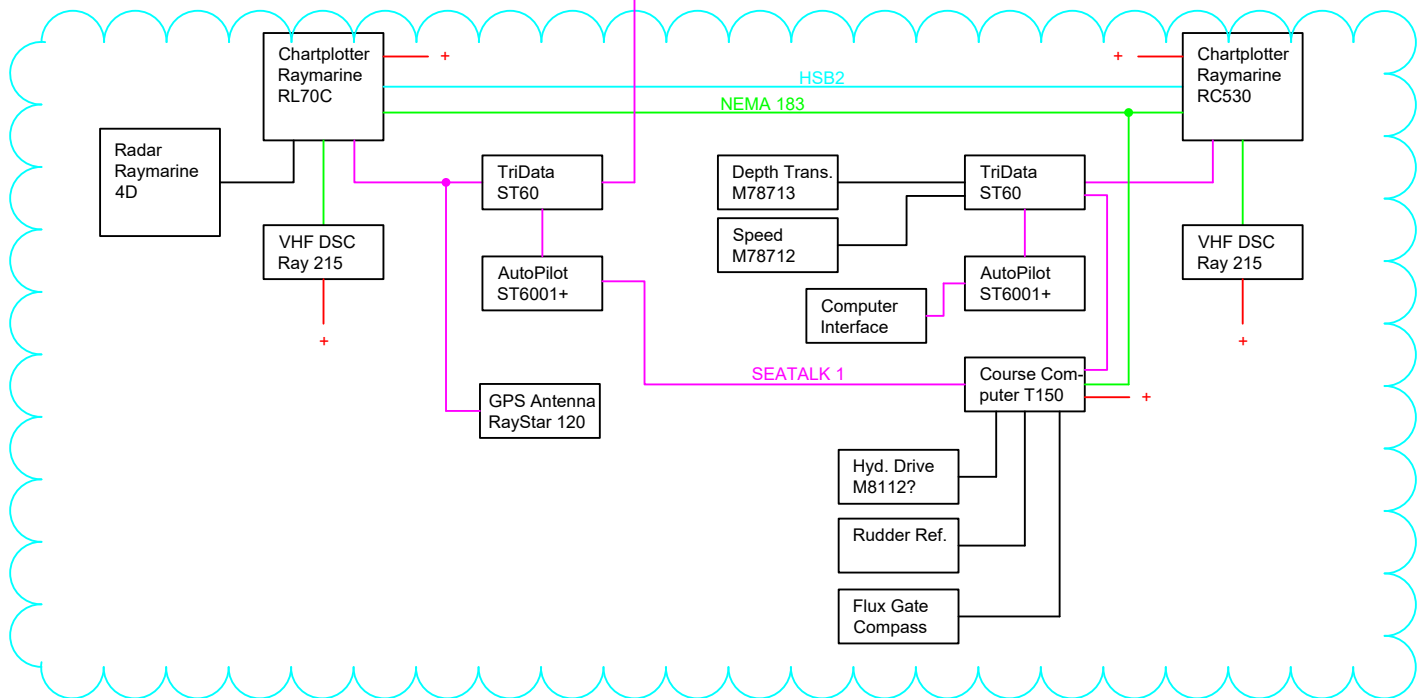 Chartplotter
Raymarine
RL70C
+
HSB2
NEMA 183
+
Chartplotter
Raymarine
RC530
Radar
Raymarine
4D
TriData
ST60
Depth Trans.
M78713
TriData
ST60
VHF DSC
Ray 215
+
AutoPilot
ST6001+
Speed
M78712
AutoPilot
ST6001+
VHF DSC
Ray 215
+
Computer
Interface
SEATALK 1
Course Com-
puter T150
+
GPS Antenna
RayStar 120
Hyd. Drive
M8112?
Rudder Ref.
Flux Gate
Compass